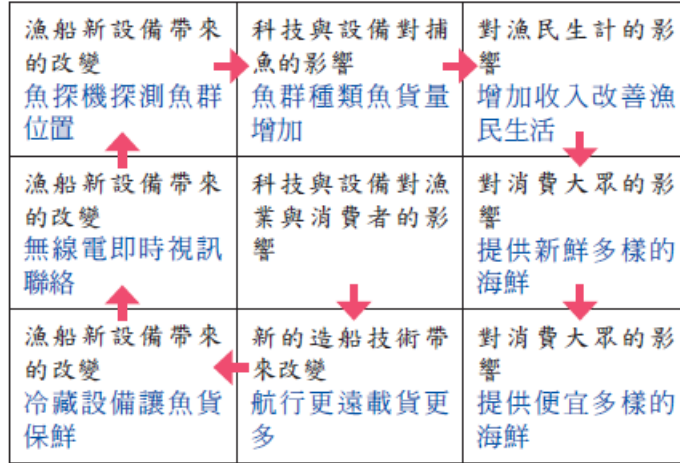 漁船新設備帶來
的改變
魚探機探測魚群
位置
科技與設備對捕
魚的影響
魚群種類魚貨量
增加
對漁民生計的影
響
增加收入改善漁
民生活
漁船新設備帶來
的改變
無線電即時視訊
聯絡
科技與設備對漁
業與消費者的影
響
對消費大眾的影
響
提供新鮮多樣的
海鮮
漁船新設備帶來
的改變
冷藏設備讓魚貨
保鮮
新的造船技術帶
來改變
航行更遠載貨更
多
對消費大眾的影
響
提供便宜多樣的
海鮮